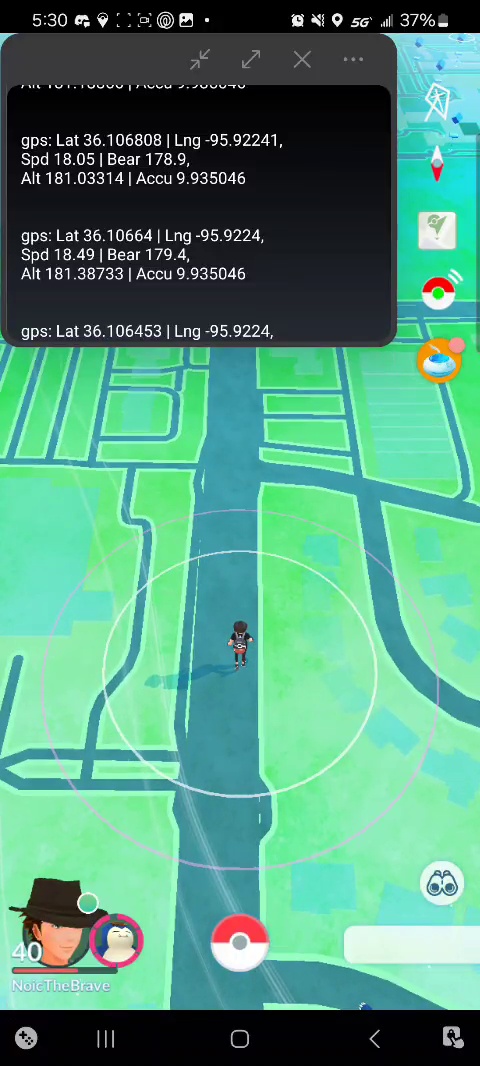 5:30
5G
37%
gps: Lat 36.106808 | Lng -95.92241,
Spd 18.05 | Bear 178.9,
Alt 181.03314 | Accu 9.935046
gps: Lat 36.10664 | Lng -95.9224,
Spd 18.49 | Bear 179.4,
Alt 181.38733 | Accu 9.935046
gps: Lat 36.106453 | Lng -95.9224,
40
NoicTheBrave